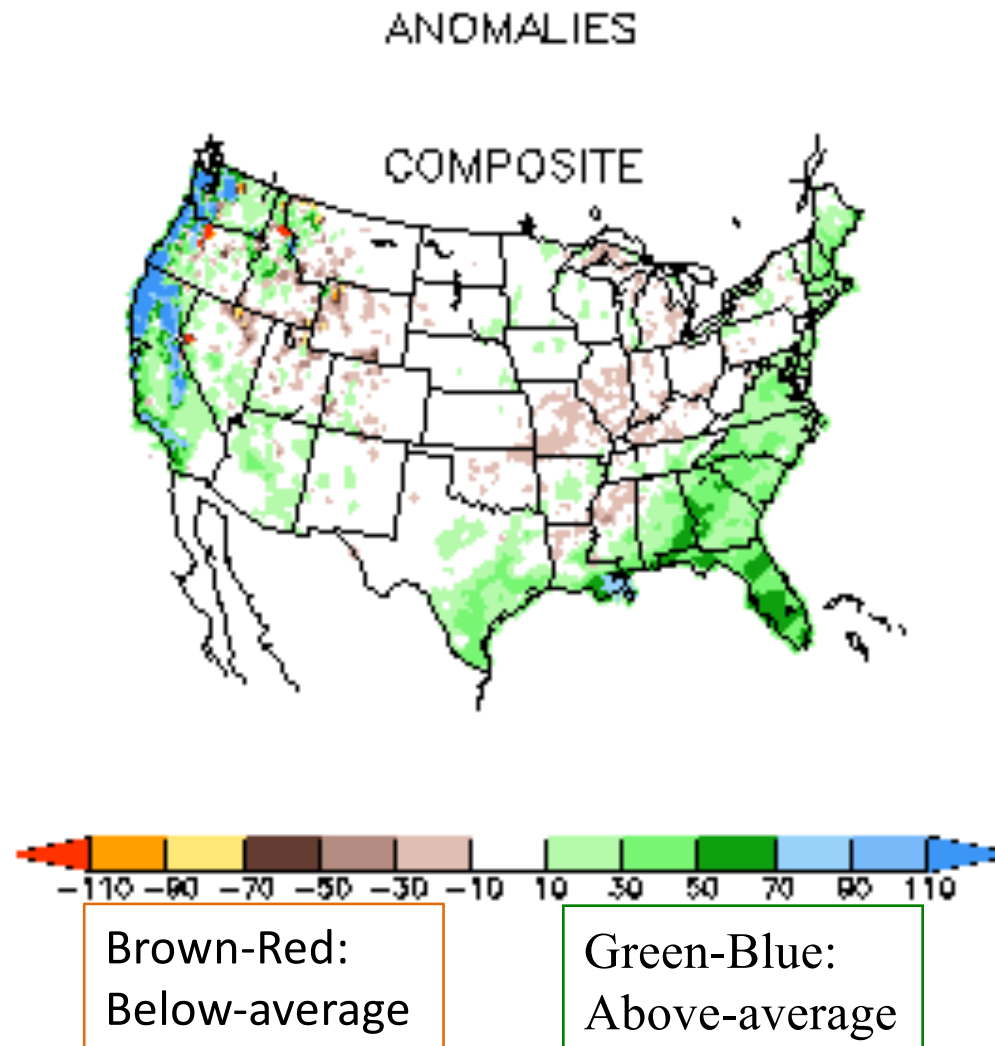 ANOMALIES
COMPOSITE
-110 -90 -70 -50 -30 -10 10 30 50 70 90 110
Brown-Red:
Below-average
Green-Blue:
Above-average